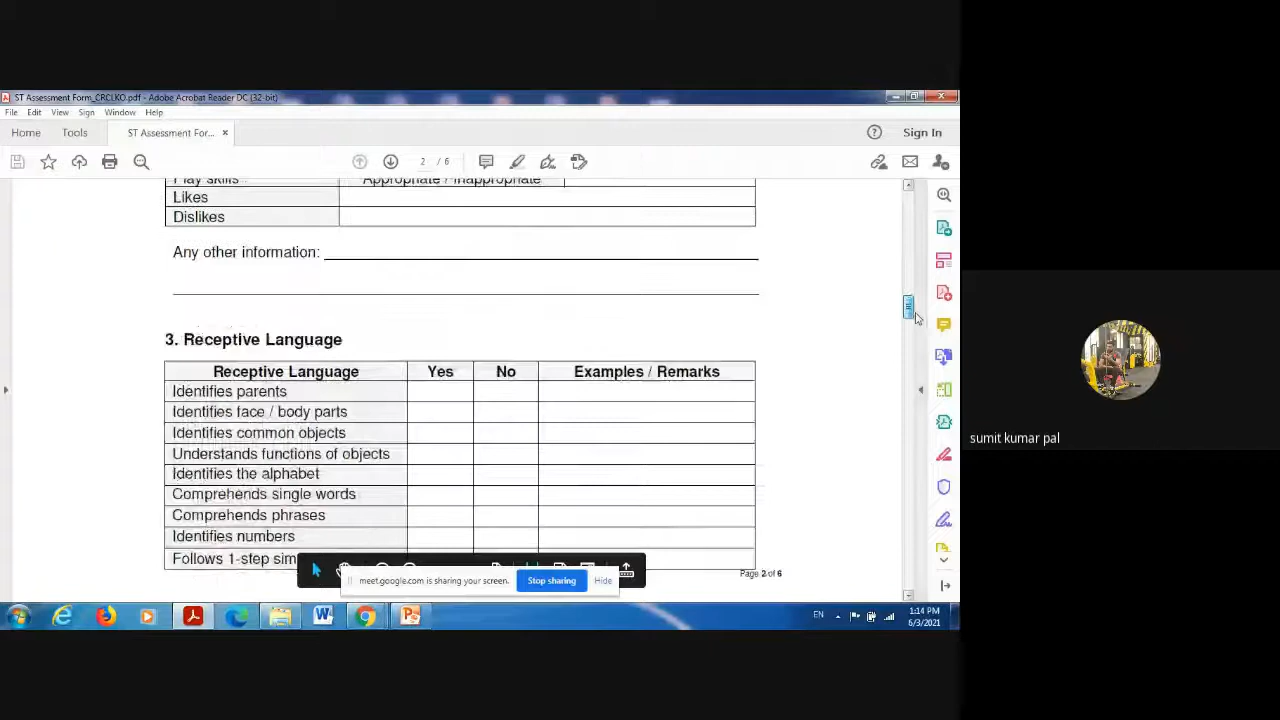 ST Assessment Form_CRCLKO.pdf - Adobe Acrobat Reader DC (32-bit)
File Edit View Sign Window Help
Home Tools ST Assessment For... × Sign In
2 / 6
Play skills Appropriate / Inappropriate
Likes
Dislikes
Any other information:
3. Receptive Language
Receptive Language Yes No Examples / Remarks
Identifies parents
Identifies face / body parts
Identifies common objects
Understands functions of objects
Identifies the alphabet
Comprehends single words
Comprehends phrases
Identifies numbers
Follows 1-step sim
Page 2 of 6
meet.google.com is sharing your screen. Stop sharing Hide
EN 1:14 PM
6/3/2021
sumit kumar pal